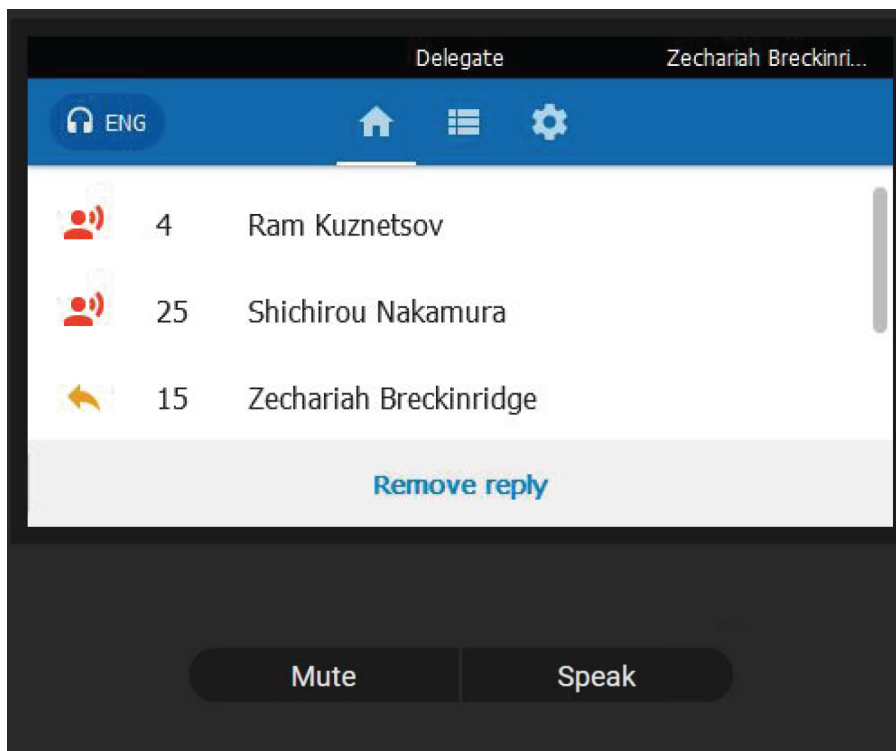 Delegate Zechariah Breckinri...
ENG
4 Ram Kuznetsov
25 Shichirou Nakamura
15 Zechariah Breckinridge
Remove reply
Mute Speak